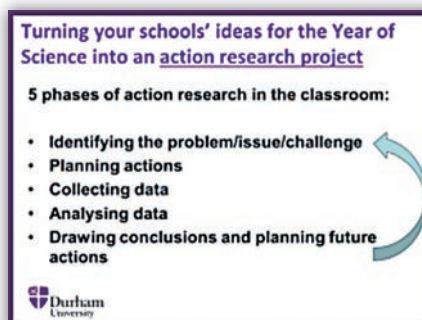 Turning your schools' ideas for the Year of
Science into an action research project
5 phases of action research in the classroom:
• Identifying the problem/issue/challenge
• Planning actions
• Collecting data
• Analysing data
• Drawing conclusions and planning future
actions
Durham
University